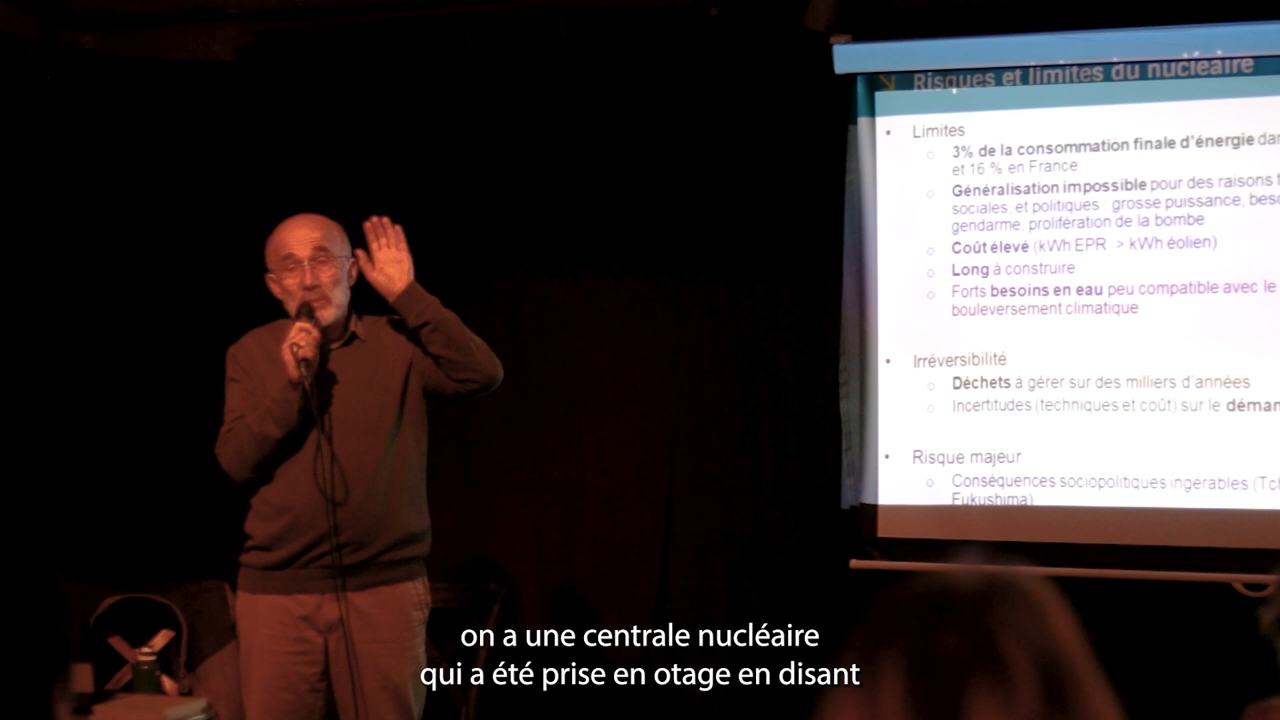 Risques et limites du nucléaire
• Limites
○ 3% de la consommation finale d'énergie
et 16 % en France
○ Généralisation impossible pour des raisons
sociales, et politiques grosse puissance,
gendarme, prolifération de la bombe
○ Coût élevé (kWh EPR > kWh éolien)
○ Long à construire
○ Forts besoins en eau peu compatible avec le
bouleversement climatique
• Irréversibilité
○ Déchets à gérer sur des milliers d'années
○ Incertitudes (techniques et coût) sur le
• Risque majeur
○ Conséquences sociopolitiques ingérables
Fukushima)
on a une centrale nucléaire
qui a été prise en otage en disant